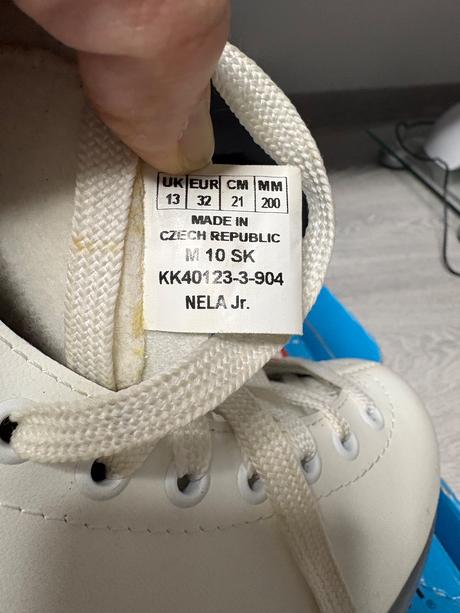 UK EUR CM MM
13 32 21 200
MADE IN
CZECH REPUBLIC
M 10 SK
KK40123-3-904
NELA Jr.